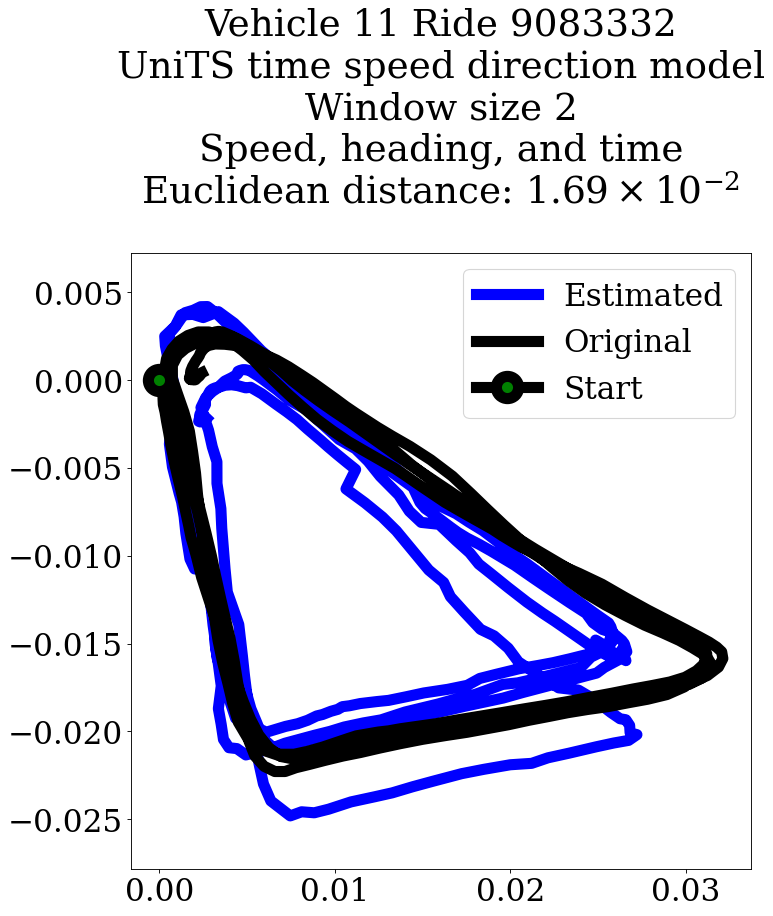 Vehicle 11 Ride 9083332
UniTS time speed direction model
Window size 2
Speed, heading, and time
Euclidean distance: 1.69 × 10⁻²
Estimated
Original
Start
0.005
0.000
−0.005
−0.010
−0.015
−0.020
−0.025
0.00 0.01 0.02 0.03